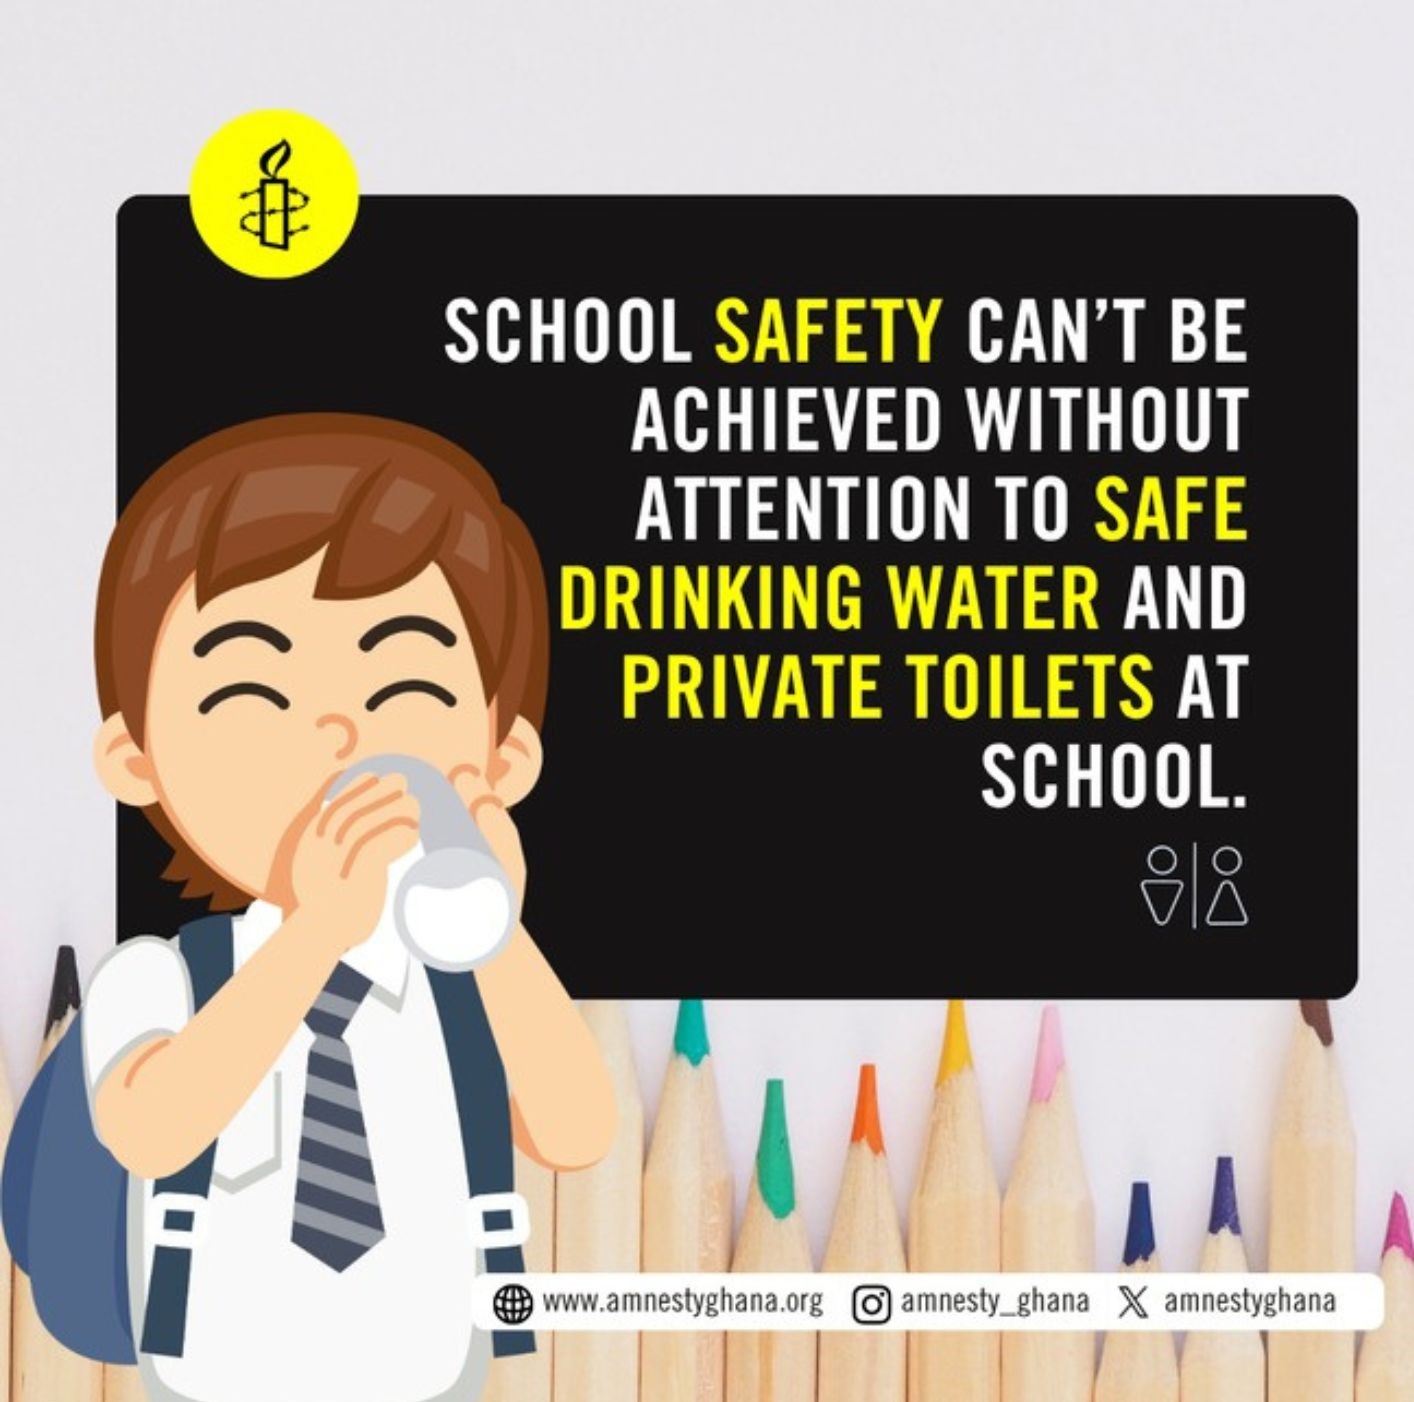 SCHOOL SAFETY CAN'T BE
ACHIEVED WITHOUT
ATTENTION TO SAFE
DRINKING WATER AND
PRIVATE TOILETS AT
SCHOOL.
www.amnestyghana.org amnesty_ghana amnestyghana